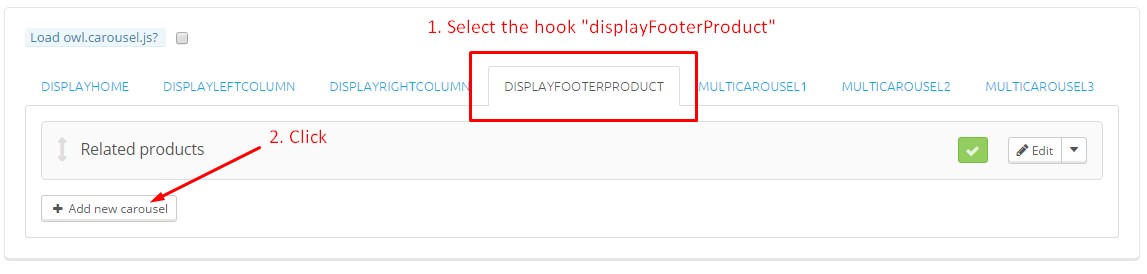 1. Select the hook "displayFooterProduct"
Load owl.carousel.js?
DISPLAYHOME DISPLAYLEFTCOLUMN DISPLAYRIGHTCOLUMN DISPLAYFOOTERPRODUCT MULTICAROUSEL1 MULTICAROUSEL2 MULTICAROUSEL3
2. Click
Related products Edit
Add new carousel